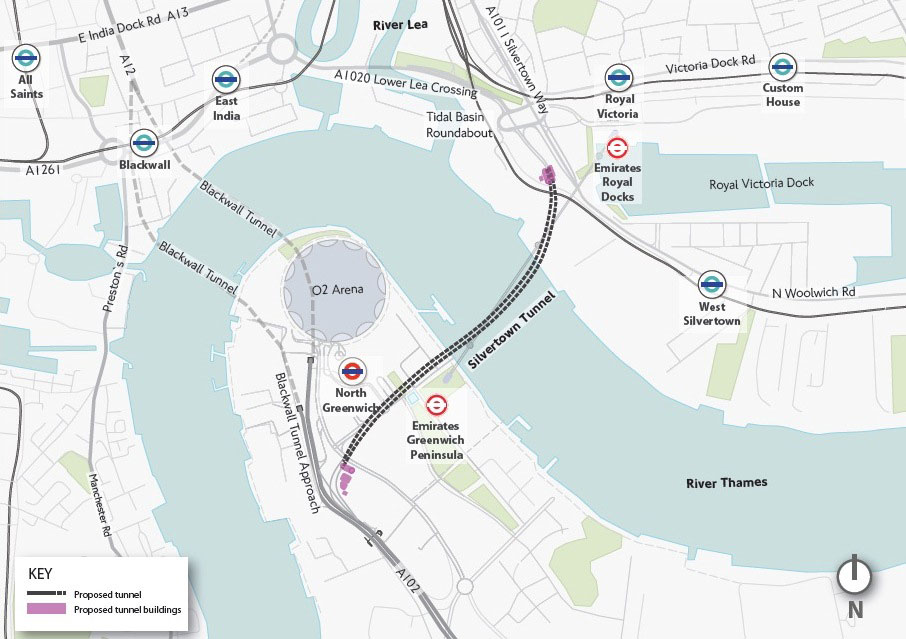 E India Dock Rd A13
A12
River Lea
A1011 Silvertown Way
All
Saints
East
India
A1020 Lower Lea Crossing
Victoria Dock Rd
Royal
Victoria
Custom
House
Tidal Basin
Roundabout
Blackwall
A1261
Emirates
Royal
Docks
Royal Victoria Dock
Blackwall Tunnel
Blackwall Tunnel
Preston`s Rd
O2 Arena
Silvertown Tunnel
West
Silvertown
N Woolwich Rd
North
Greenwich
Blackwall Tunnel Approach
Emirates
Greenwich
Peninsula
River Thames
Manchester Rd
A102
KEY
Proposed tunnel
Proposed tunnel buildings
N